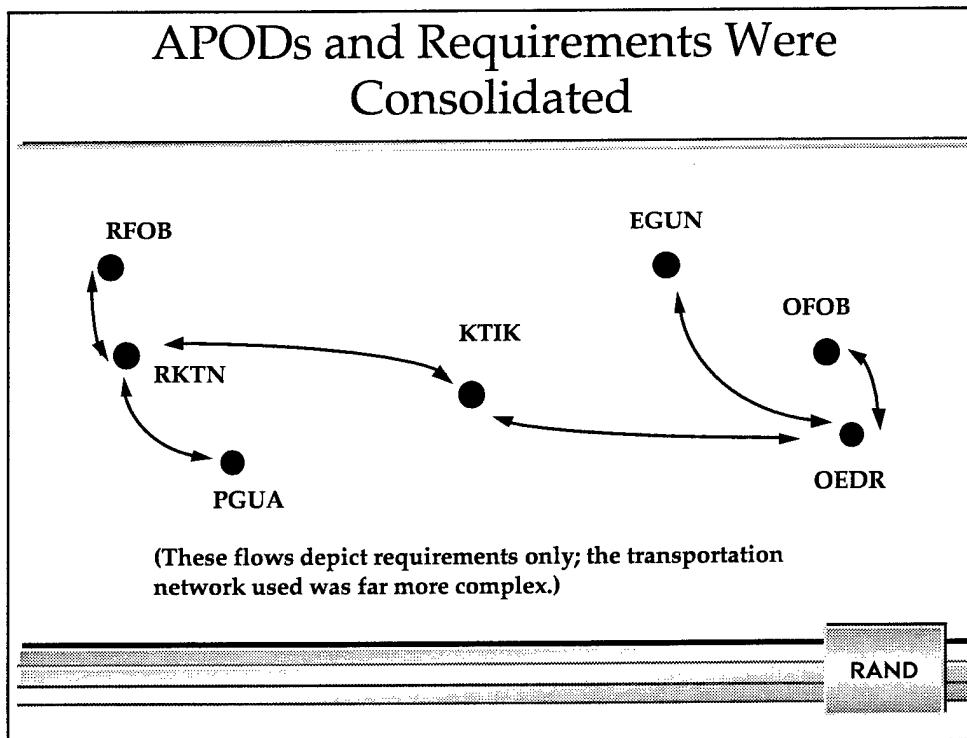 APODs and Requirements Were
Consolidated
RFOB
EGUN
OFOB
KTIK
RKTN
OEDR
PGUA
(These flows depict requirements only; the transportation
network used was far more complex.)
RAND